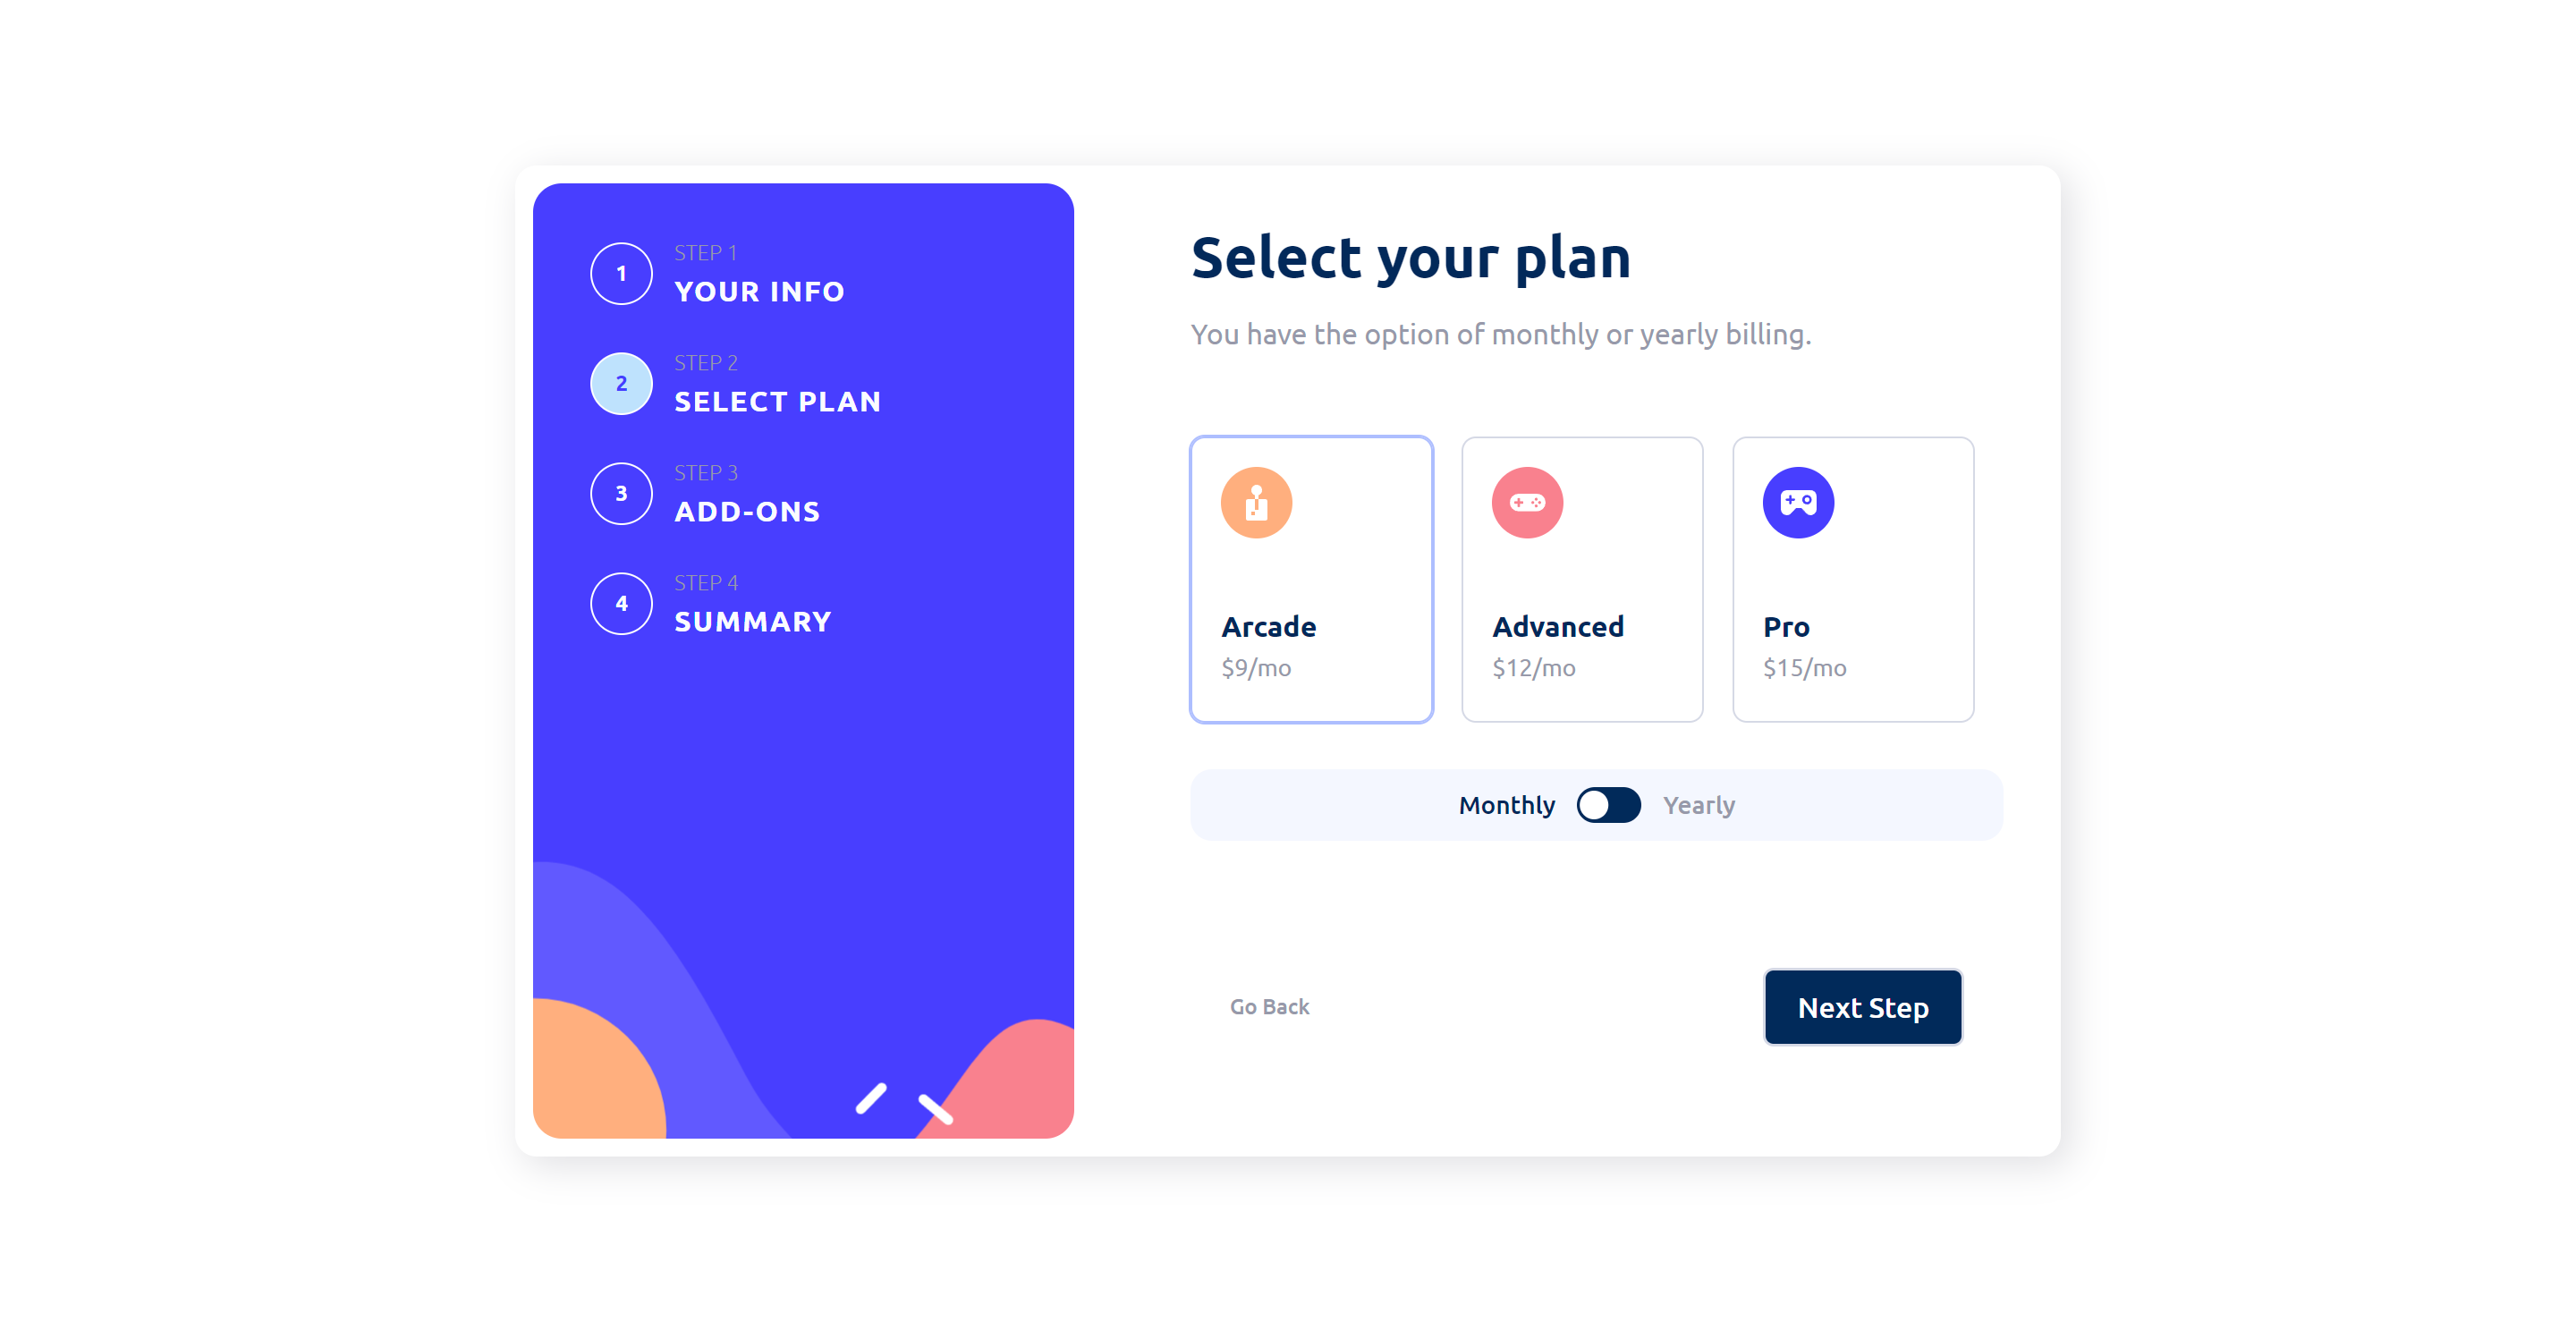 1
STEP 1
YOUR INFO
2
STEP 2
SELECT PLAN
3
STEP 3
ADD-ONS
4
STEP 4
SUMMARY
Select your plan
You have the option of monthly or yearly billing.
Arcade
$9/mo
Advanced
$12/mo
Pro
$15/mo
Monthly Yearly
Go Back
Next Step